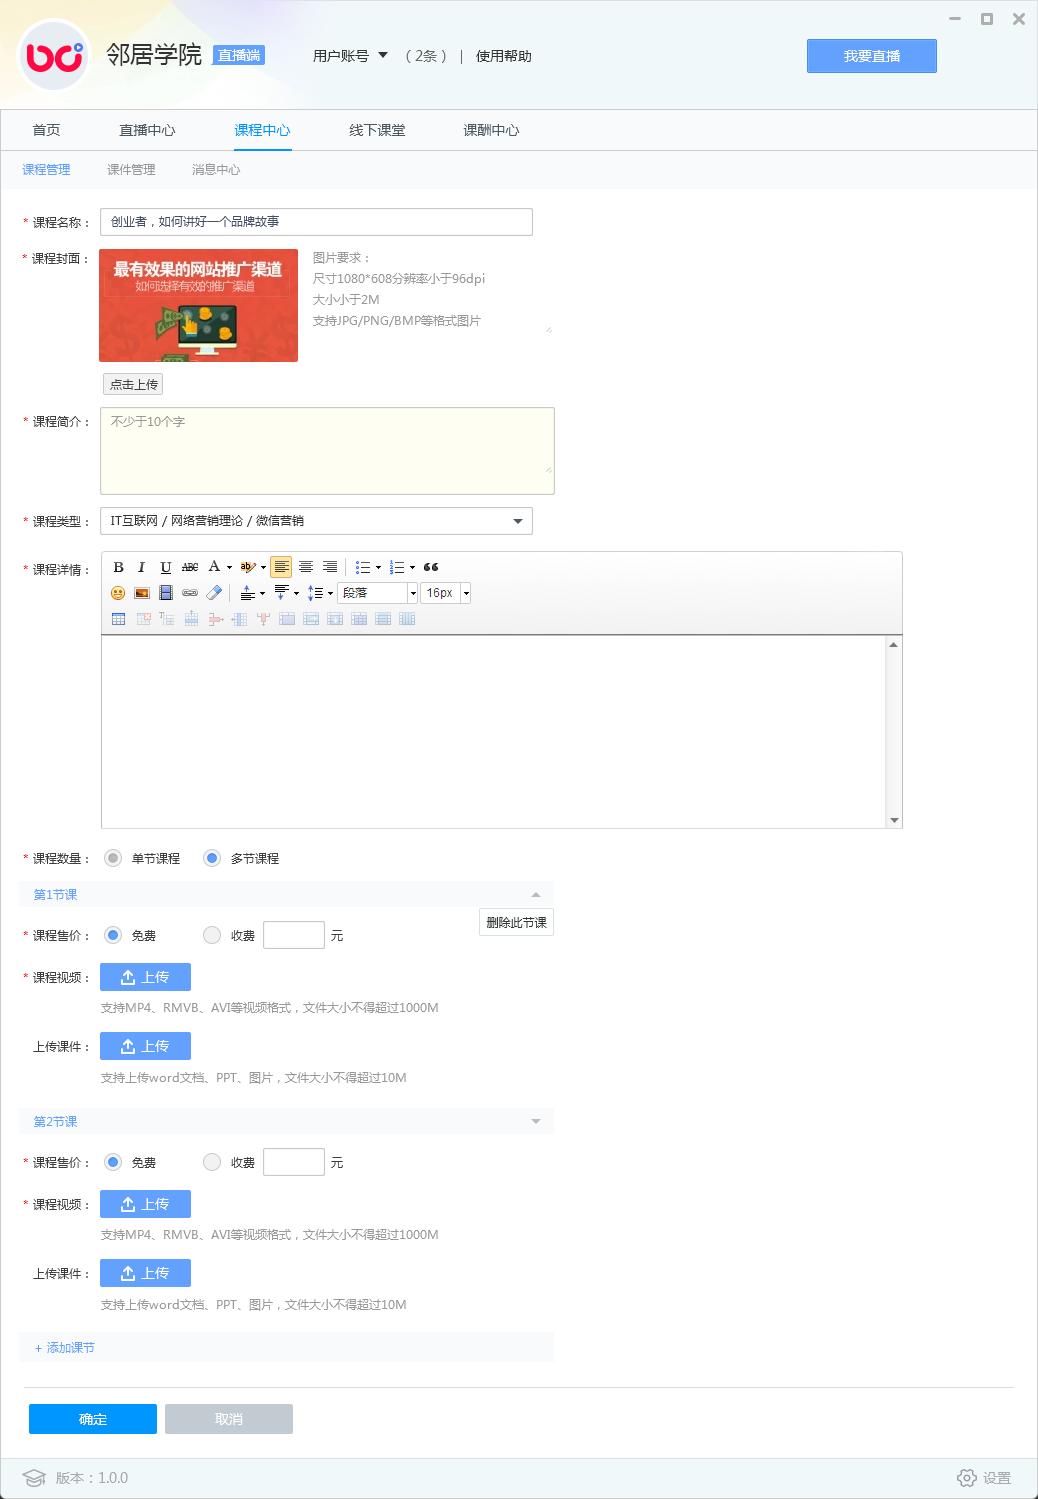 邻居学院 直播端 用户账号 （2条） | 使用帮助 我要直播
首页 直播中心 课程中心 线下课堂 课酬中心
课程管理 课件管理 消息中心
* 课程名称： 创业者，如何讲好一个品牌故事
* 课程封面：
最有效果的网站推广渠道
如何选择有效的推广渠道
图片要求：
尺寸1080*608分辨率小于96dpi
大小小于2M
支持JPG/PNG/BMP等格式图片
点击上传
* 课程简介： 不少于10个字
* 课程类型： IT互联网 / 网络营销理论 / 微信营销
* 课程详情： B I U ABC A ab
段落 16px
* 课程数量： 单节课程 多节课程
第1节课
删除此节课
* 课程售价： 免费 收费 元
* 课程视频： 上传
支持MP4、RMVB、AVI等视频格式，文件大小不得超过1000M
上传课件： 上传
支持上传word文档、PPT、图片，文件大小不得超过10M
第2节课
* 课程售价： 免费 收费 元
* 课程视频： 上传
支持MP4、RMVB、AVI等视频格式，文件大小不得超过1000M
上传课件： 上传
支持上传word文档、PPT、图片，文件大小不得超过10M
+ 添加课节
确定 取消
版本：1.0.0 设置